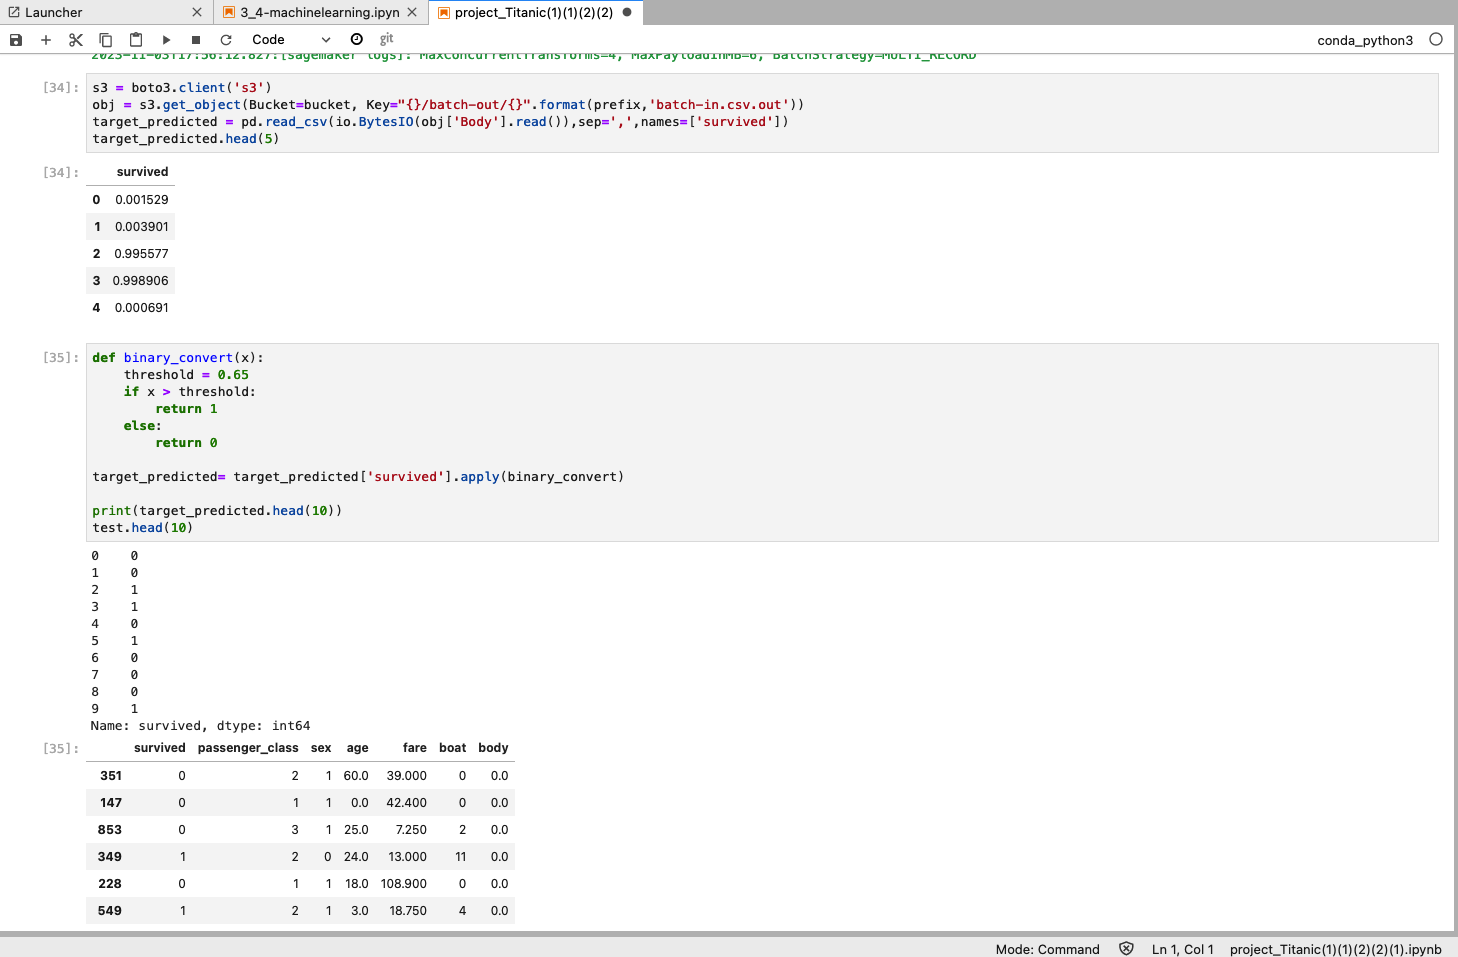 Launcher
3_4-machinelearning.ipyn
project_Titanic(1)(1)(2)(2)
Code
git
conda_python3
2023-11-03T17:56:12.827:[sagemaker logs]: MaxConcurrentTransforms=4, MaxPayloadInMB=6, BatchStrategy=MULTI_RECORD
[34]:
s3 = boto3.client('s3')
obj = s3.get_object(Bucket=bucket, Key="{}/batch-out/{}".format(prefix,'batch-in.csv.out'))
target_predicted = pd.read_csv(io.BytesIO(obj['Body'].read()),sep=',',names=['survived'])
target_predicted.head(5)
[34]:
survived
0 0.001529
1 0.003901
2 0.995577
3 0.998906
4 0.000691
[35]:
def binary_convert(x):
    threshold = 0.65
    if x > threshold:
        return 1
    else:
        return 0
target_predicted= target_predicted['survived'].apply(binary_convert)
print(target_predicted.head(10))
test.head(10)
0    0
1    0
2    1
3    1
4    0
5    1
6    0
7    0
8    0
9    1
Name: survived, dtype: int64
[35]:
survived passenger_class sex age fare boat body
351 0 2 1 60.0 39.000 0 0.0
147 0 1 1 0.0 42.400 0 0.0
853 0 3 1 25.0 7.250 2 0.0
349 1 2 0 24.0 13.000 11 0.0
228 0 1 1 18.0 108.900 0 0.0
549 1 2 1 3.0 18.750 4 0.0
Mode: Command
Ln 1, Col 1
project_Titanic(1)(1)(2)(2)(1).ipynb